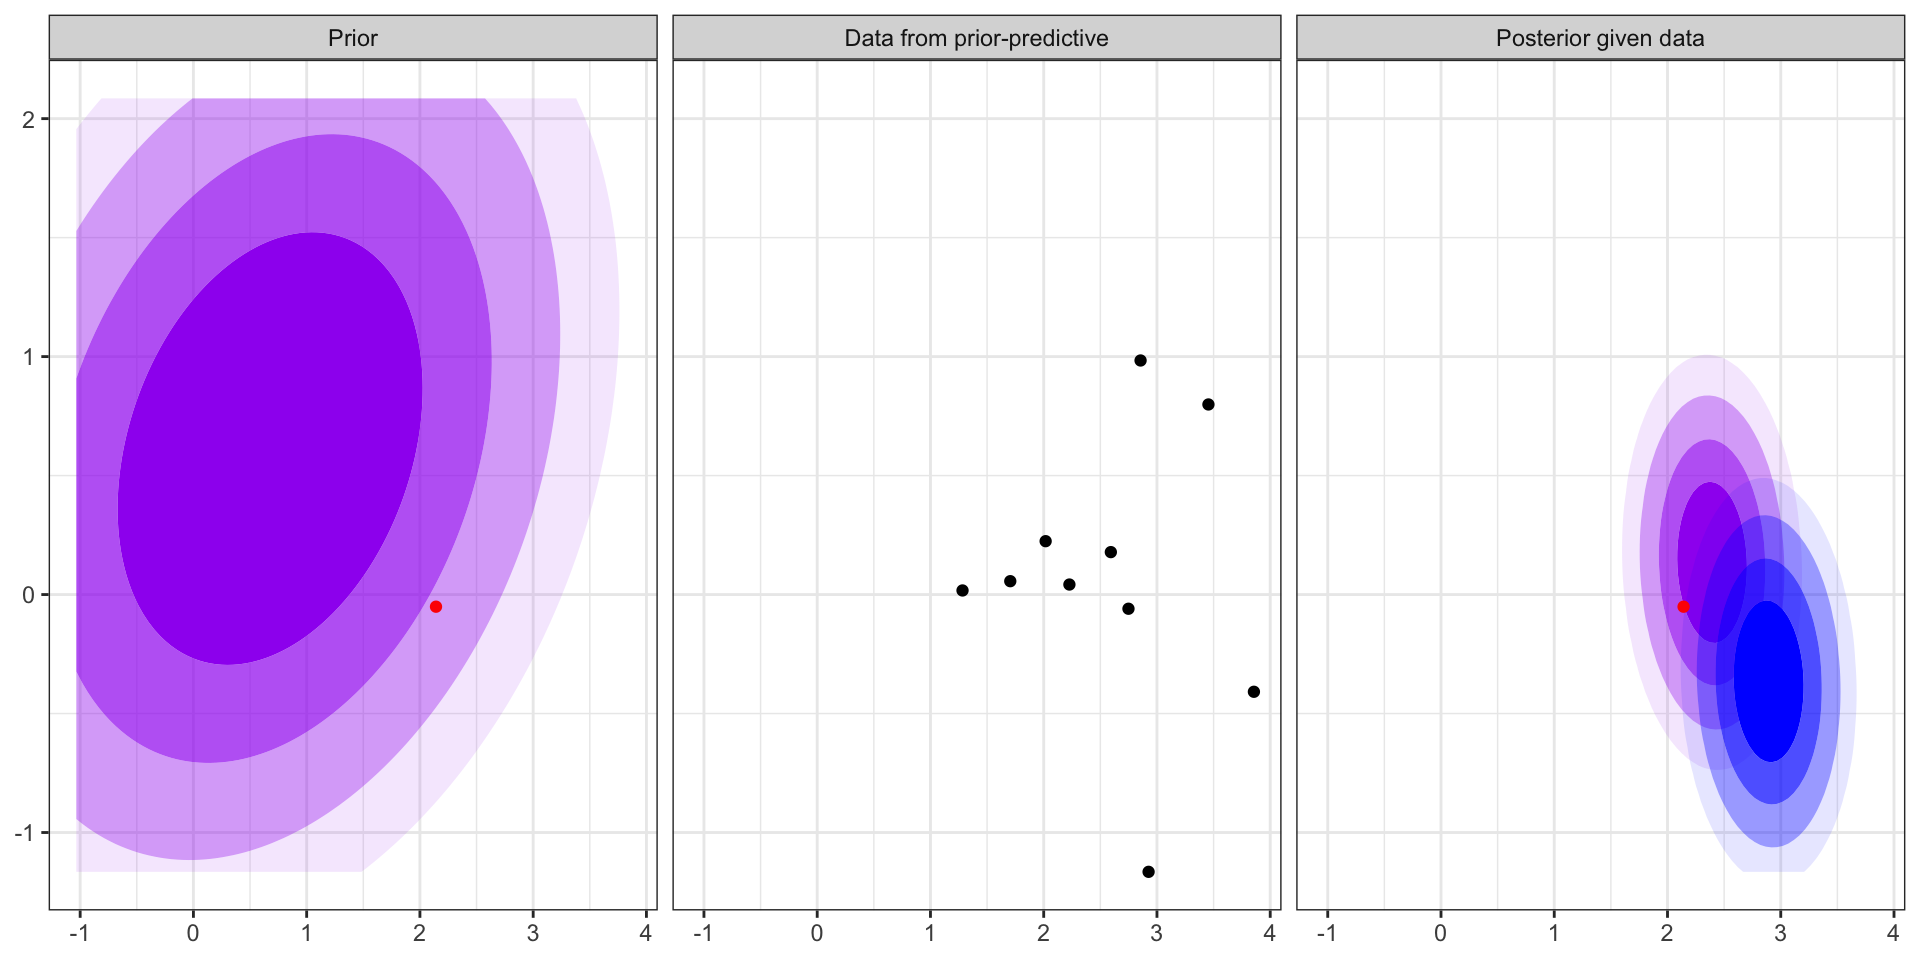 Prior
Data from prior-predictive
Posterior given data
2
1
0
-1
-1 0 1 2 3 4
-1 0 1 2 3 4
-1 0 1 2 3 4